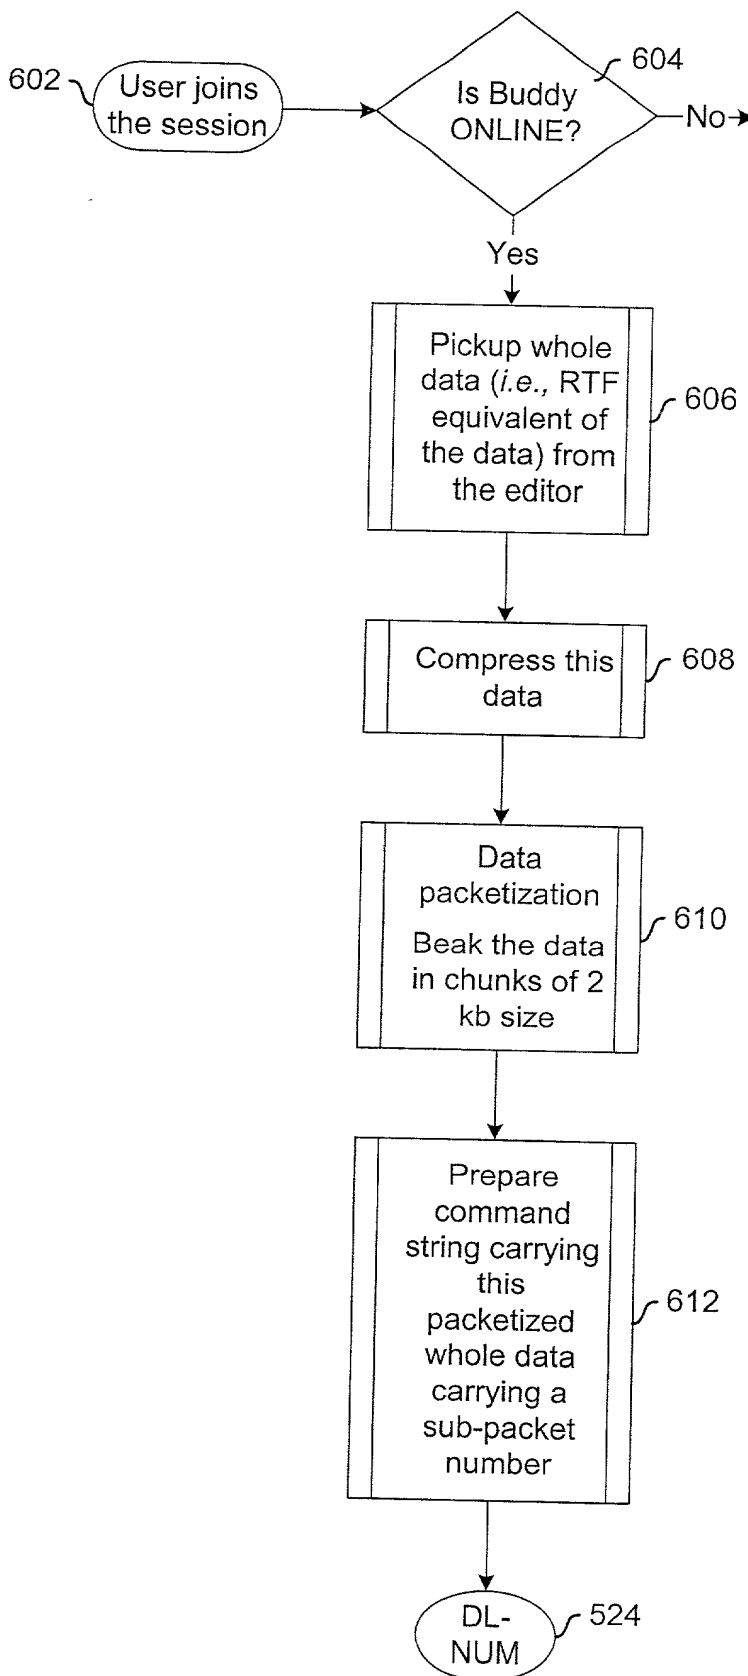 602
User joins
the session
604
Is Buddy
ONLINE?
No
Yes
Pickup whole
data (i.e., RTF
equivalent of
the data) from
the editor
606
Compress this
data
608
Data
packetization
Beak the data
in chunks of 2
kb size
610
Prepare
command
string carrying
this
packetized
whole data
carrying a
sub-packet
number
612
DL-
NUM
524